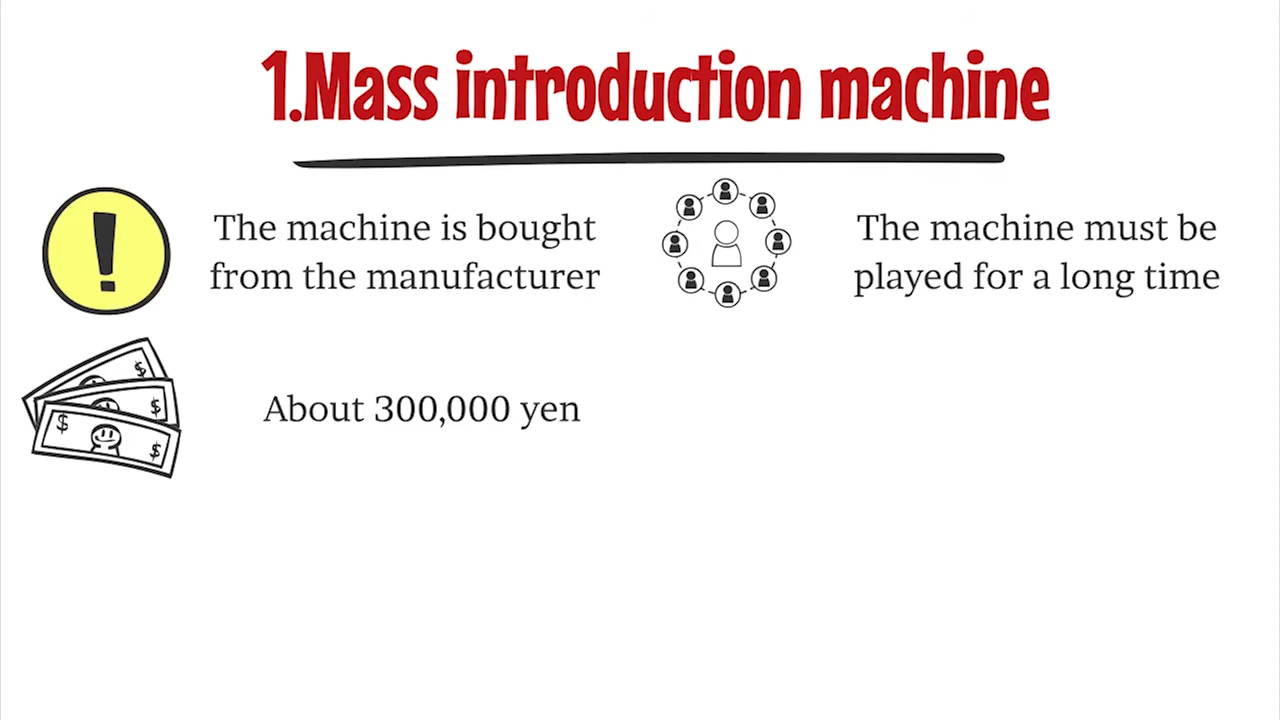 1.Mass introduction machine
The machine is bought
from the manufacturer
The machine must be
played for a long time
$
$
$
$
About 300,000 yen